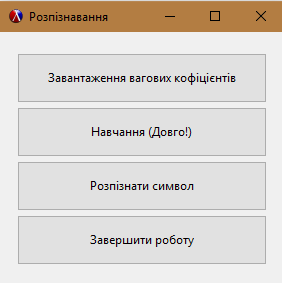 Розпізнавання
Завантаження вагових кофіцієнтів
Навчання (Довго!)
Розпізнати символ
Завершити роботу